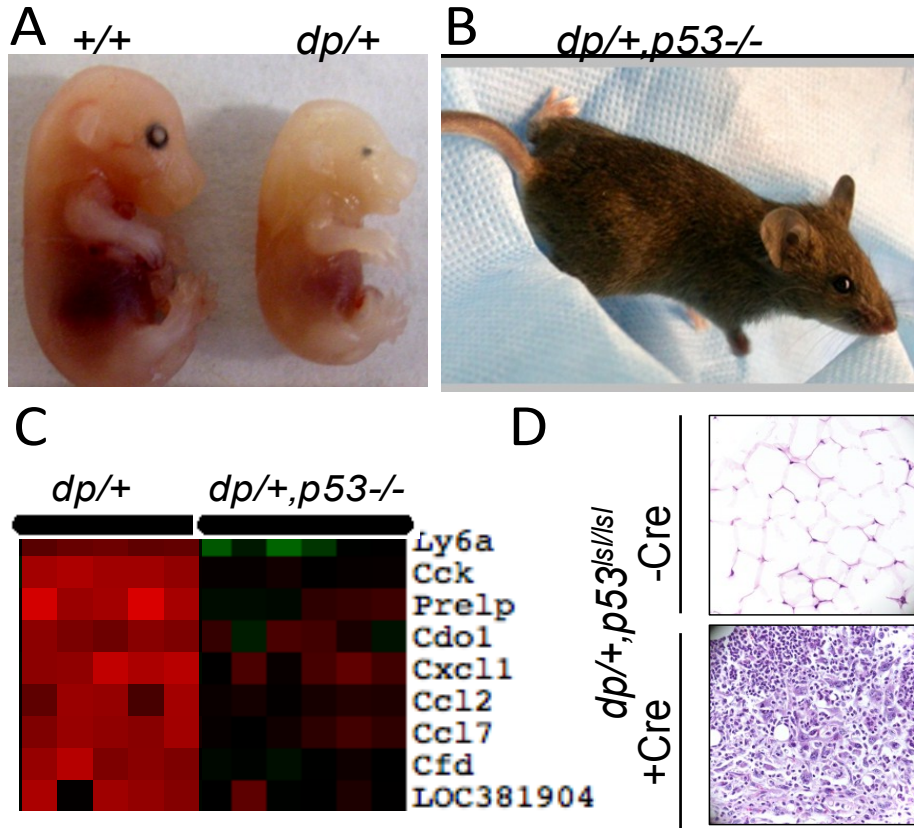 A
+/+
dp/+
B
dp/+,p53-/-
C
dp/+
dp/+,p53-/-
Ly6a
Cck
Prelp
Cdo1
Cxcl1
Ccl2
Ccl7
Cfd
LOC381904
D
dp/+,p53lsl/lsl
-Cre
+Cre